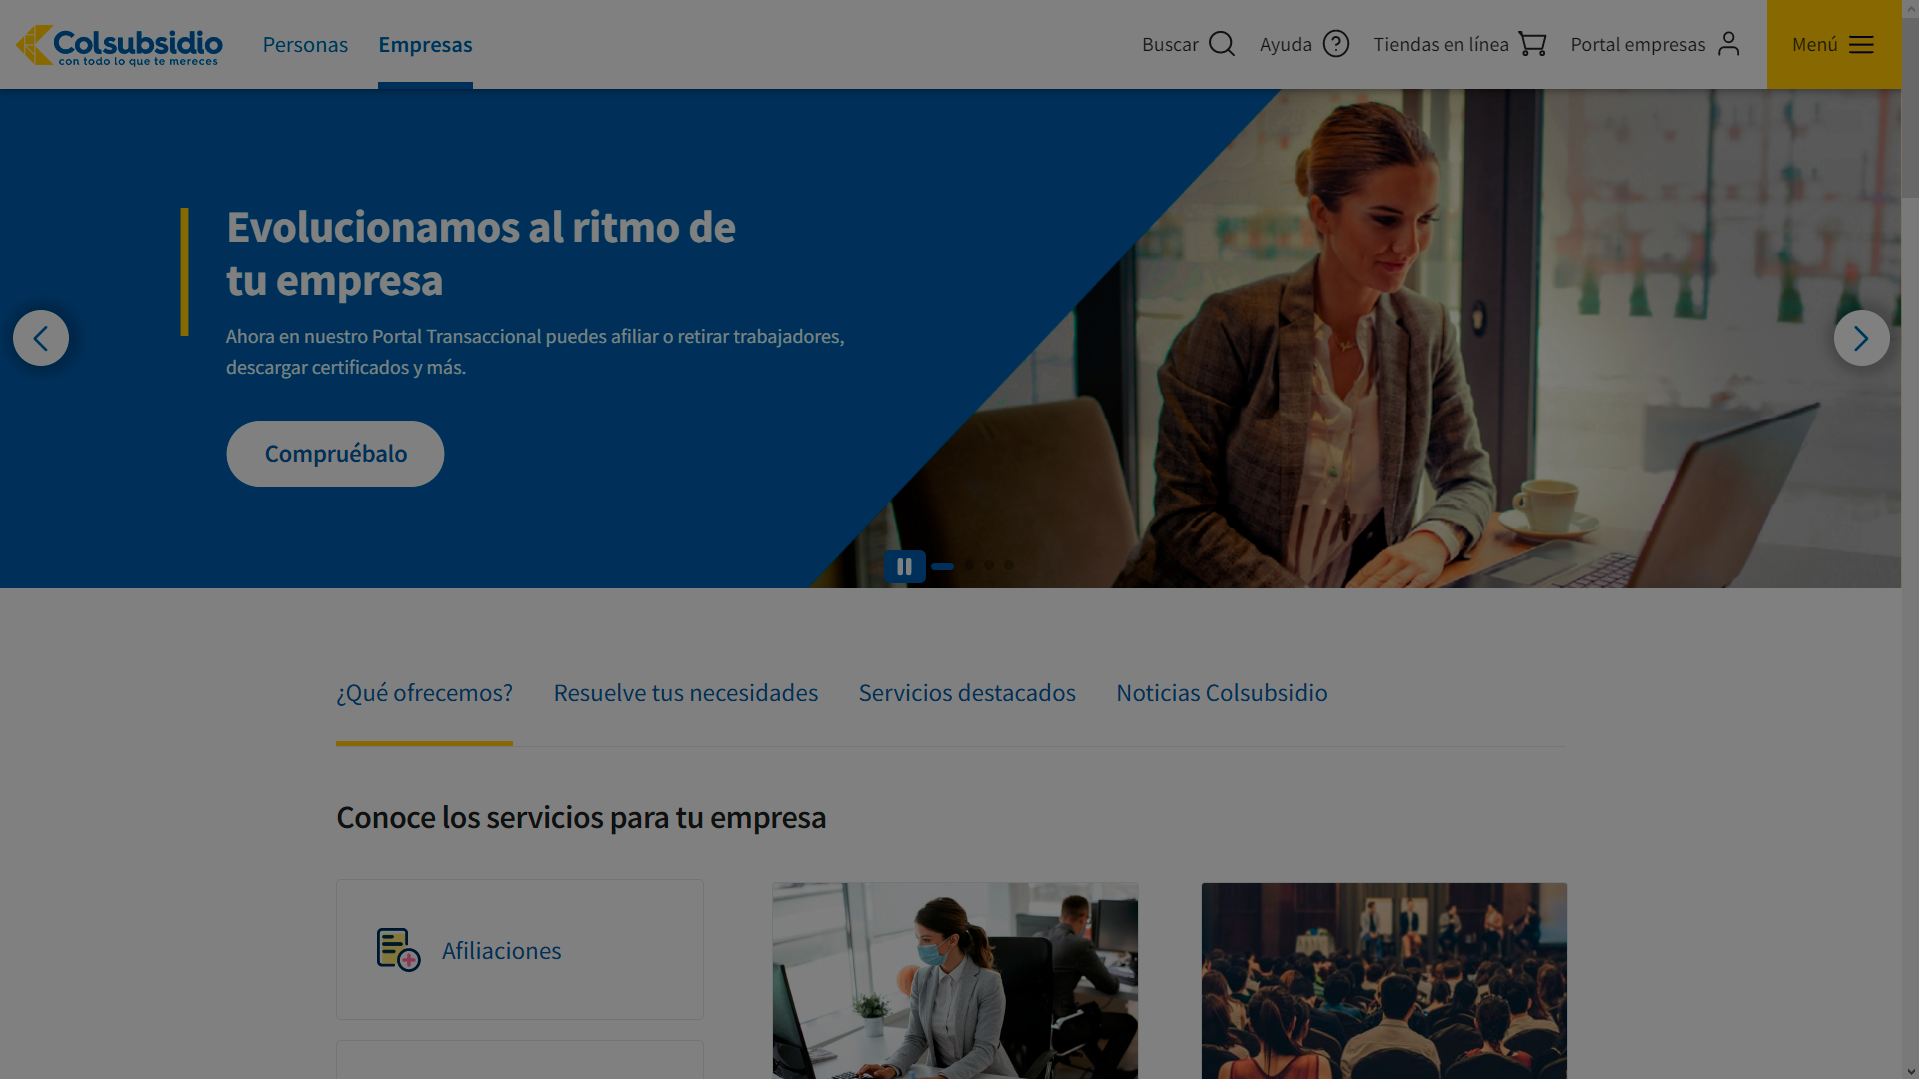 Colsubsidio
con todo lo que te mereces
Personas
Empresas
Buscar
Ayuda
Tiendas en línea
Portal empresas
Menú
Evolucionamos al ritmo de
tu empresa
Ahora en nuestro Portal Transaccional puedes afiliar o retirar trabajadores,
descargar certificados y más.
Compruébalo
¿Qué ofrecemos?
Resuelve tus necesidades
Servicios destacados
Noticias Colsubsidio
Conoce los servicios para tu empresa
Afiliaciones